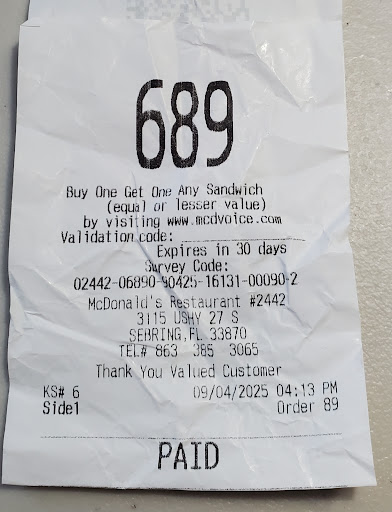 689
Buy One Get One Any Sandwich
(equal or lesser value)
by visiting www.mcdvoice.com
Validation code:
Expires in 30 days
Survey Code:
02442-06890-90425-16131-00090-2
McDonald's Restaurant #2442
3115 USHY 27 S
SEBRING,FL 33870
TEL# 863 385 3065
Thank You Valued Customer
KS# 6 09/04/2025 04:13 PM
Side1 Order 89
PAID